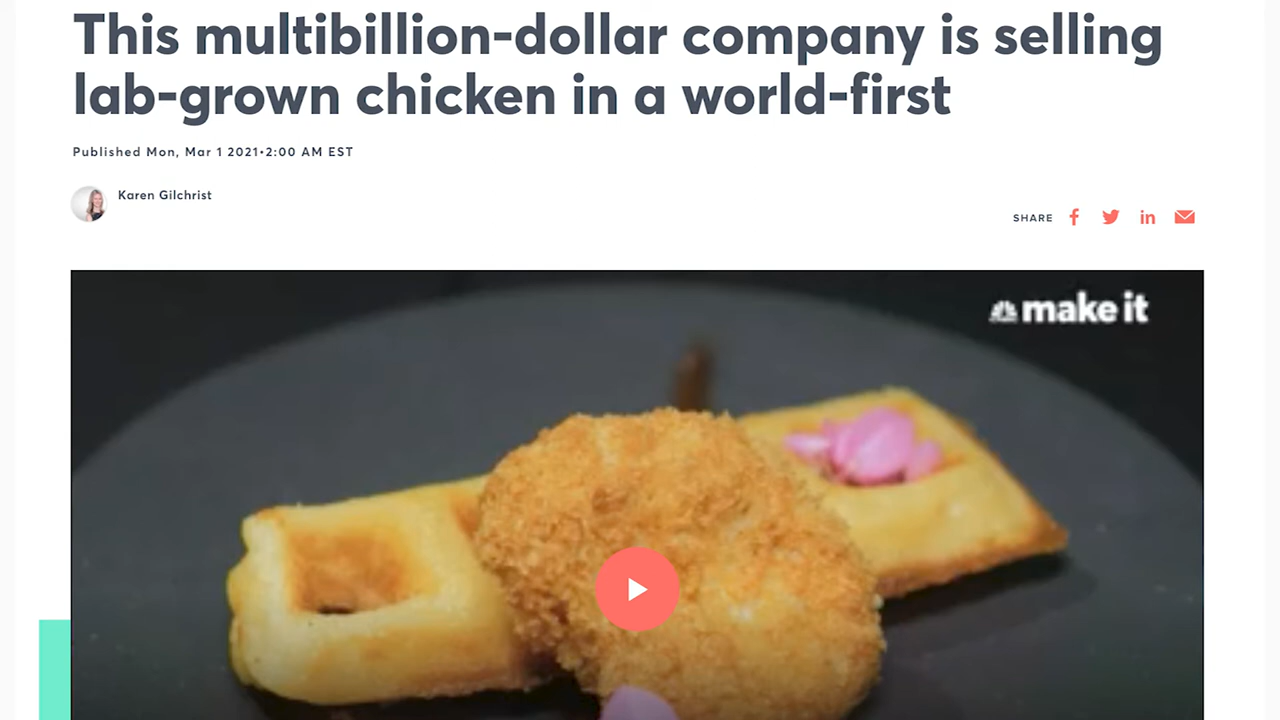 This multibillion-dollar company is selling
lab-grown chicken in a world-first
Published Mon, Mar 1 2021•2:00 AM EST
Karen Gilchrist
SHARE
make it